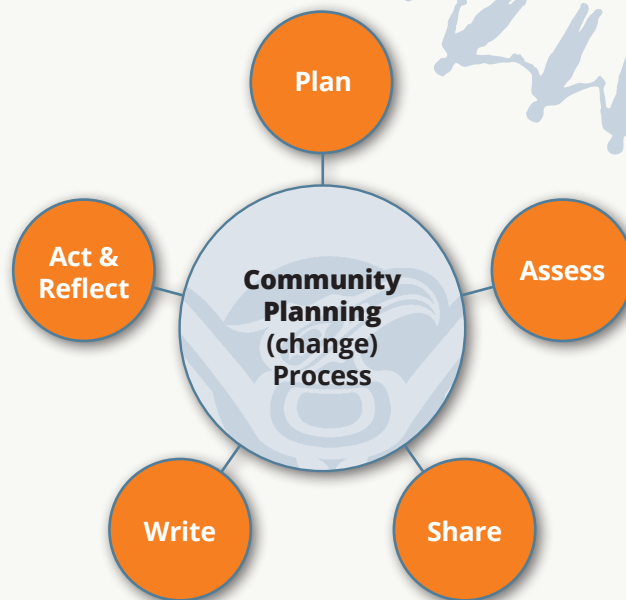 Plan
Act &
Reflect
Assess
Community
Planning
(change)
Process
Write
Share